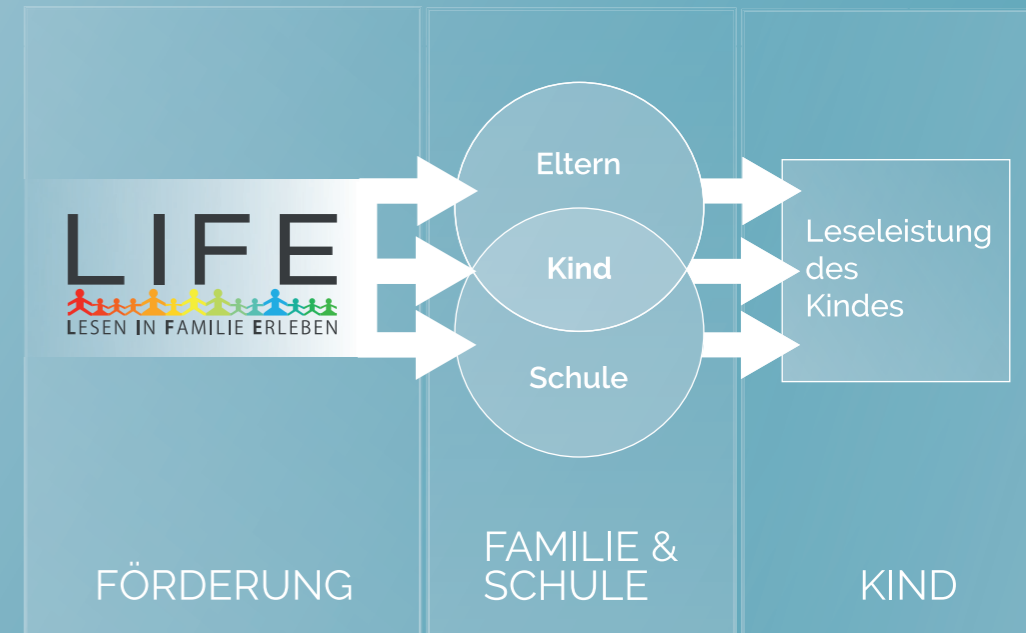 LIFE
LESEN IN FAMILIE ERLEBEN
Eltern
Kind
Schule
Leseleistung
des
Kindes
FÖRDERUNG
FAMILIE &
SCHULE
KIND